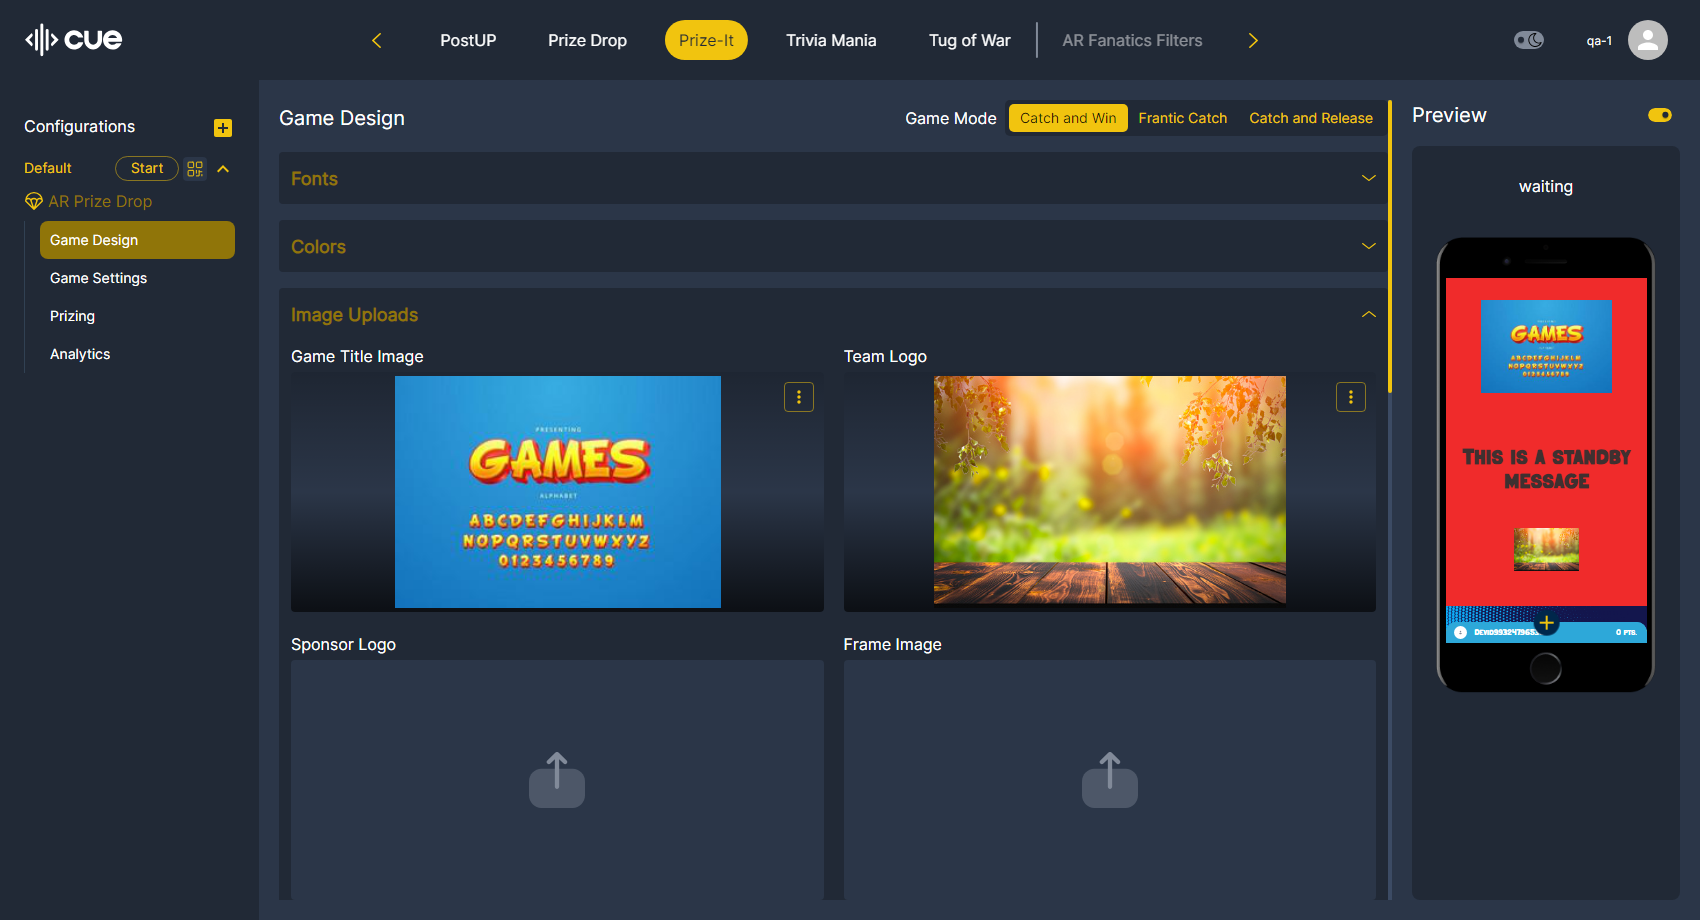 cue
PostUP
Prize Drop
Prize-It
Trivia Mania
Tug of War
AR Fanatics Filters
qa-1
Configurations
Default
Start
AR Prize Drop
Game Design
Game Settings
Prizing
Analytics
Game Design
Game Mode
Catch and Win
Frantic Catch
Catch and Release
Fonts
Colors
Image Uploads
Game Title Image
Team Logo
PRESENTING
GAMES
ALPHABET
ABCDEFGHIJKLM
NOPQRSTUVWXYZ
0123456789
Sponsor Logo
Frame Image
Preview
waiting
GAMES
ABCDEFGHIJKLM
NOPQRSTUVWXYZ
0123456789
THIS IS A STANDBY
MESSAGE
0 PTS.